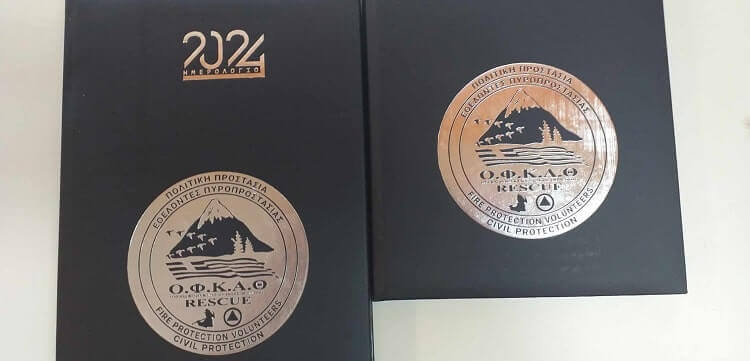 2024
ΗΜΕΡΟΛΟΓΙΟ
ΠΟΛΙΤΙΚΗ ΠΡΟΣΤΑΣΙΑ
ΕΘΕΛΟΝΤΕΣ ΠΥΡΟΠΡΟΣΤΑΣΙΑΣ
Ο.Φ.Κ.Α.Θ
RESCUE
FIRE PROTECTION VOLUNTEERS
CIVIL PROTECTION
ΠΟΛΙΤΙΚΗ ΠΡΟΣΤΑΣΙΑ
ΕΘΕΛΟΝΤΕΣ ΠΥΡΟΠΡΟΣΤΑΣΙΑΣ
Ο.Φ.Κ.Α.Θ
RESCUE
FIRE PROTECTION VOLUNTEERS
CIVIL PROTECTION